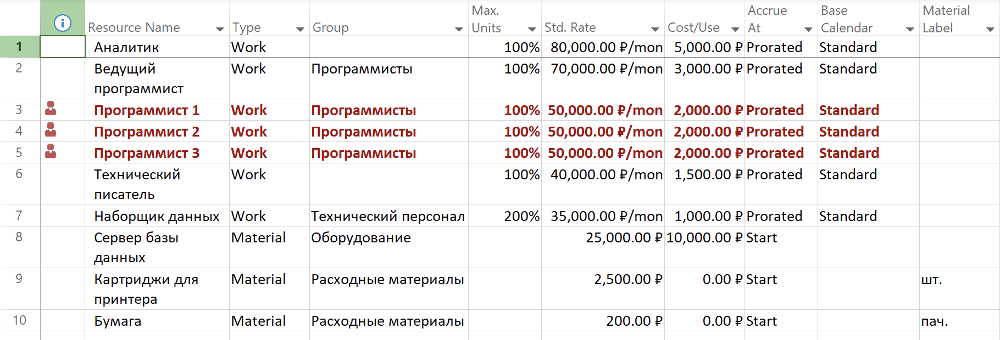 Resource Name Type Group Max. Units Std. Rate Cost/Use Accrue At Base Calendar Material Label
1 Аналитик Work 100% 80,000.00 ₽/mon 5,000.00 ₽ Prorated Standard
2 Ведущий программист Work Программисты 100% 70,000.00 ₽/mon 3,000.00 ₽ Prorated Standard
3 Программист 1 Work Программисты 100% 50,000.00 ₽/mon 2,000.00 ₽ Prorated Standard
4 Программист 2 Work Программисты 100% 50,000.00 ₽/mon 2,000.00 ₽ Prorated Standard
5 Программист 3 Work Программисты 100% 50,000.00 ₽/mon 2,000.00 ₽ Prorated Standard
6 Технический писатель Work 100% 40,000.00 ₽/mon 1,500.00 ₽ Prorated Standard
7 Наборщик данных Work Технический персонал 200% 35,000.00 ₽/mon 1,000.00 ₽ Prorated Standard
8 Сервер базы данных Material Оборудование 25,000.00 ₽ 10,000.00 ₽ Start
9 Картриджи для принтера Material Расходные материалы 2,500.00 ₽ 0.00 ₽ Start шт.
10 Бумага Material Расходные материалы 200.00 ₽ 0.00 ₽ Start пач.